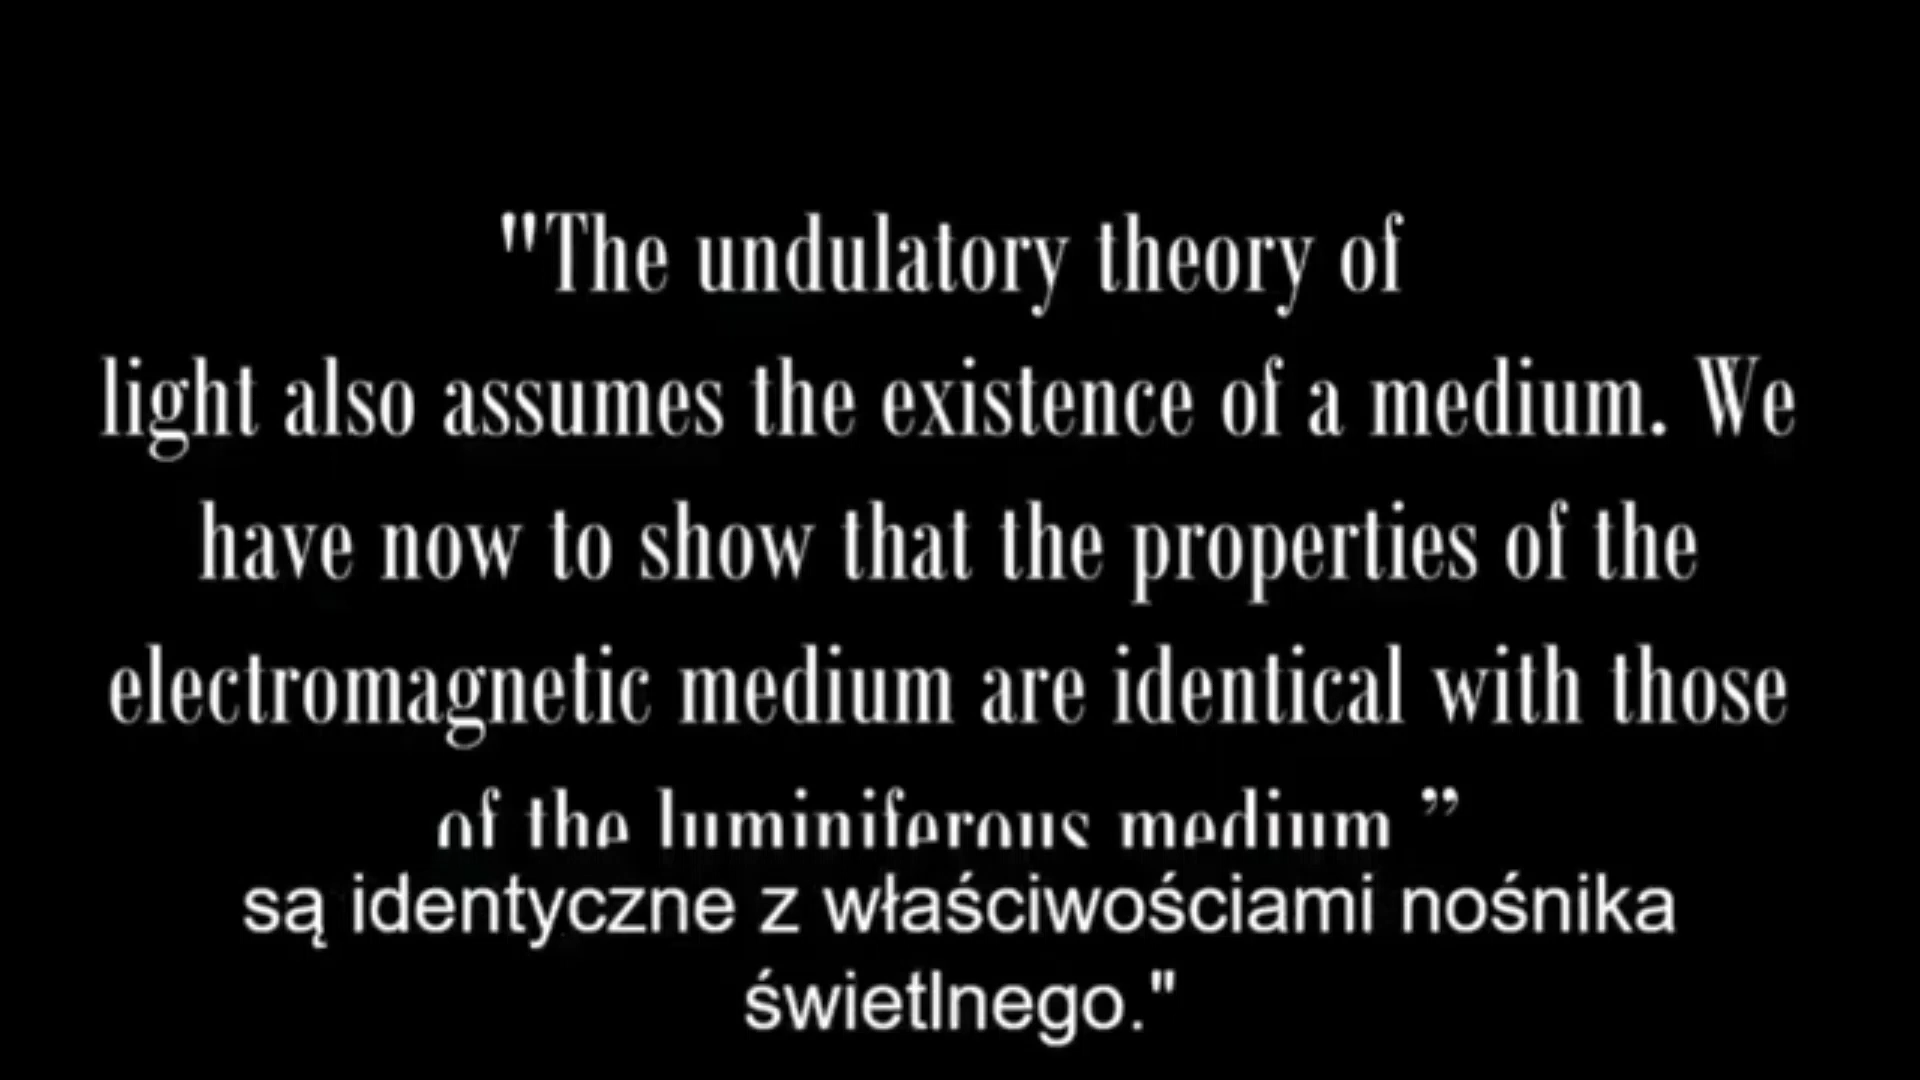 "The undulatory theory of
light also assumes the existence of a medium. We
have now to show that the properties of the
electromagnetic medium are identical with those
of the luminiferous medium ”
są identyczne z właściwościami nośnika
świetlnego."